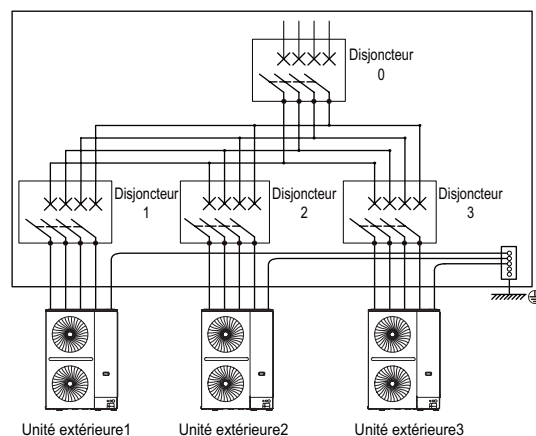 Disjoncteur
0
Disjoncteur
1
Disjoncteur
2
Disjoncteur
3
Unité extérieure1
Unité extérieure2
Unité extérieure3